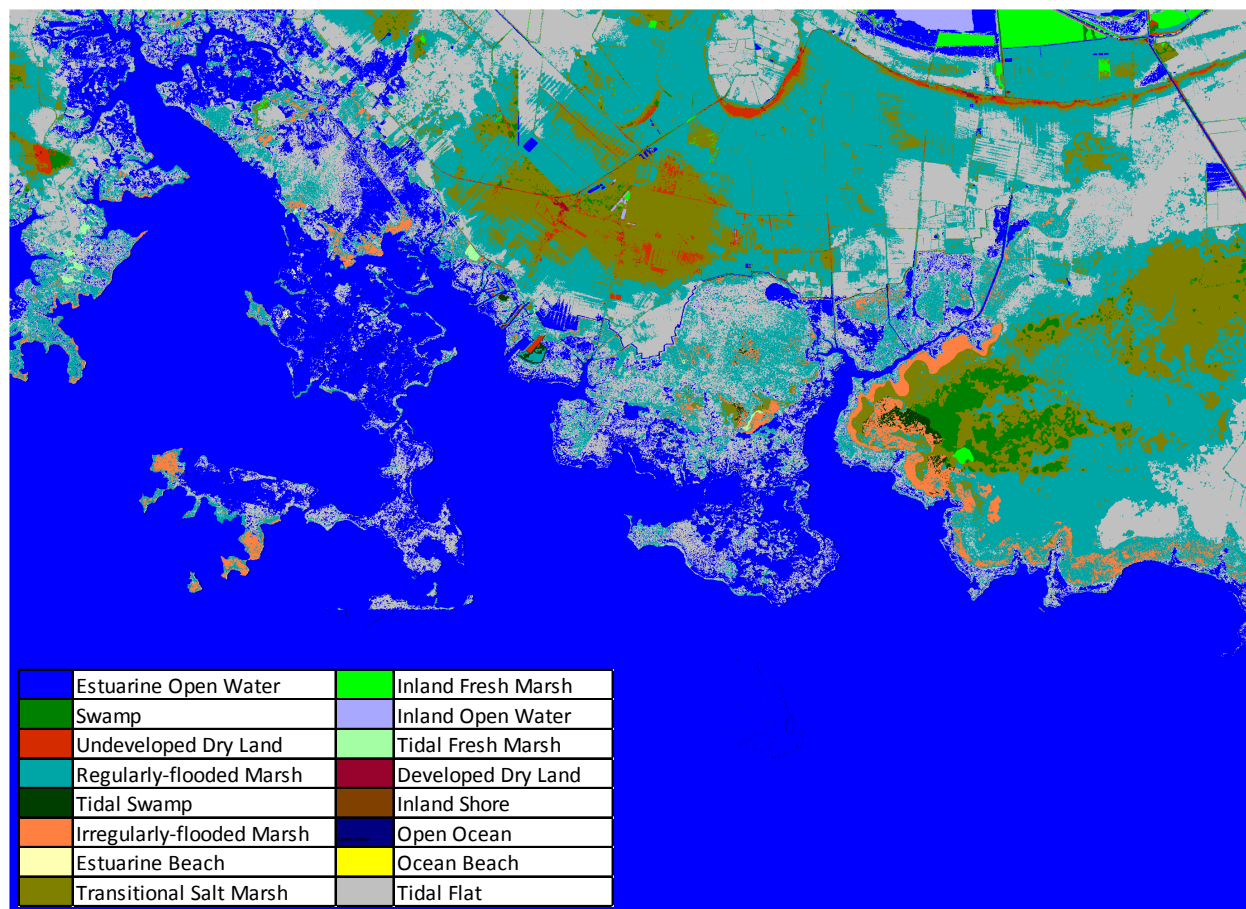 Estuarine Open Water Inland Fresh Marsh
Swamp Inland Open Water
Undeveloped Dry Land Tidal Fresh Marsh
Regularly-flooded Marsh Developed Dry Land
Tidal Swamp Inland Shore
Irregularly-flooded Marsh Open Ocean
Estuarine Beach Ocean Beach
Transitional Salt Marsh Tidal Flat